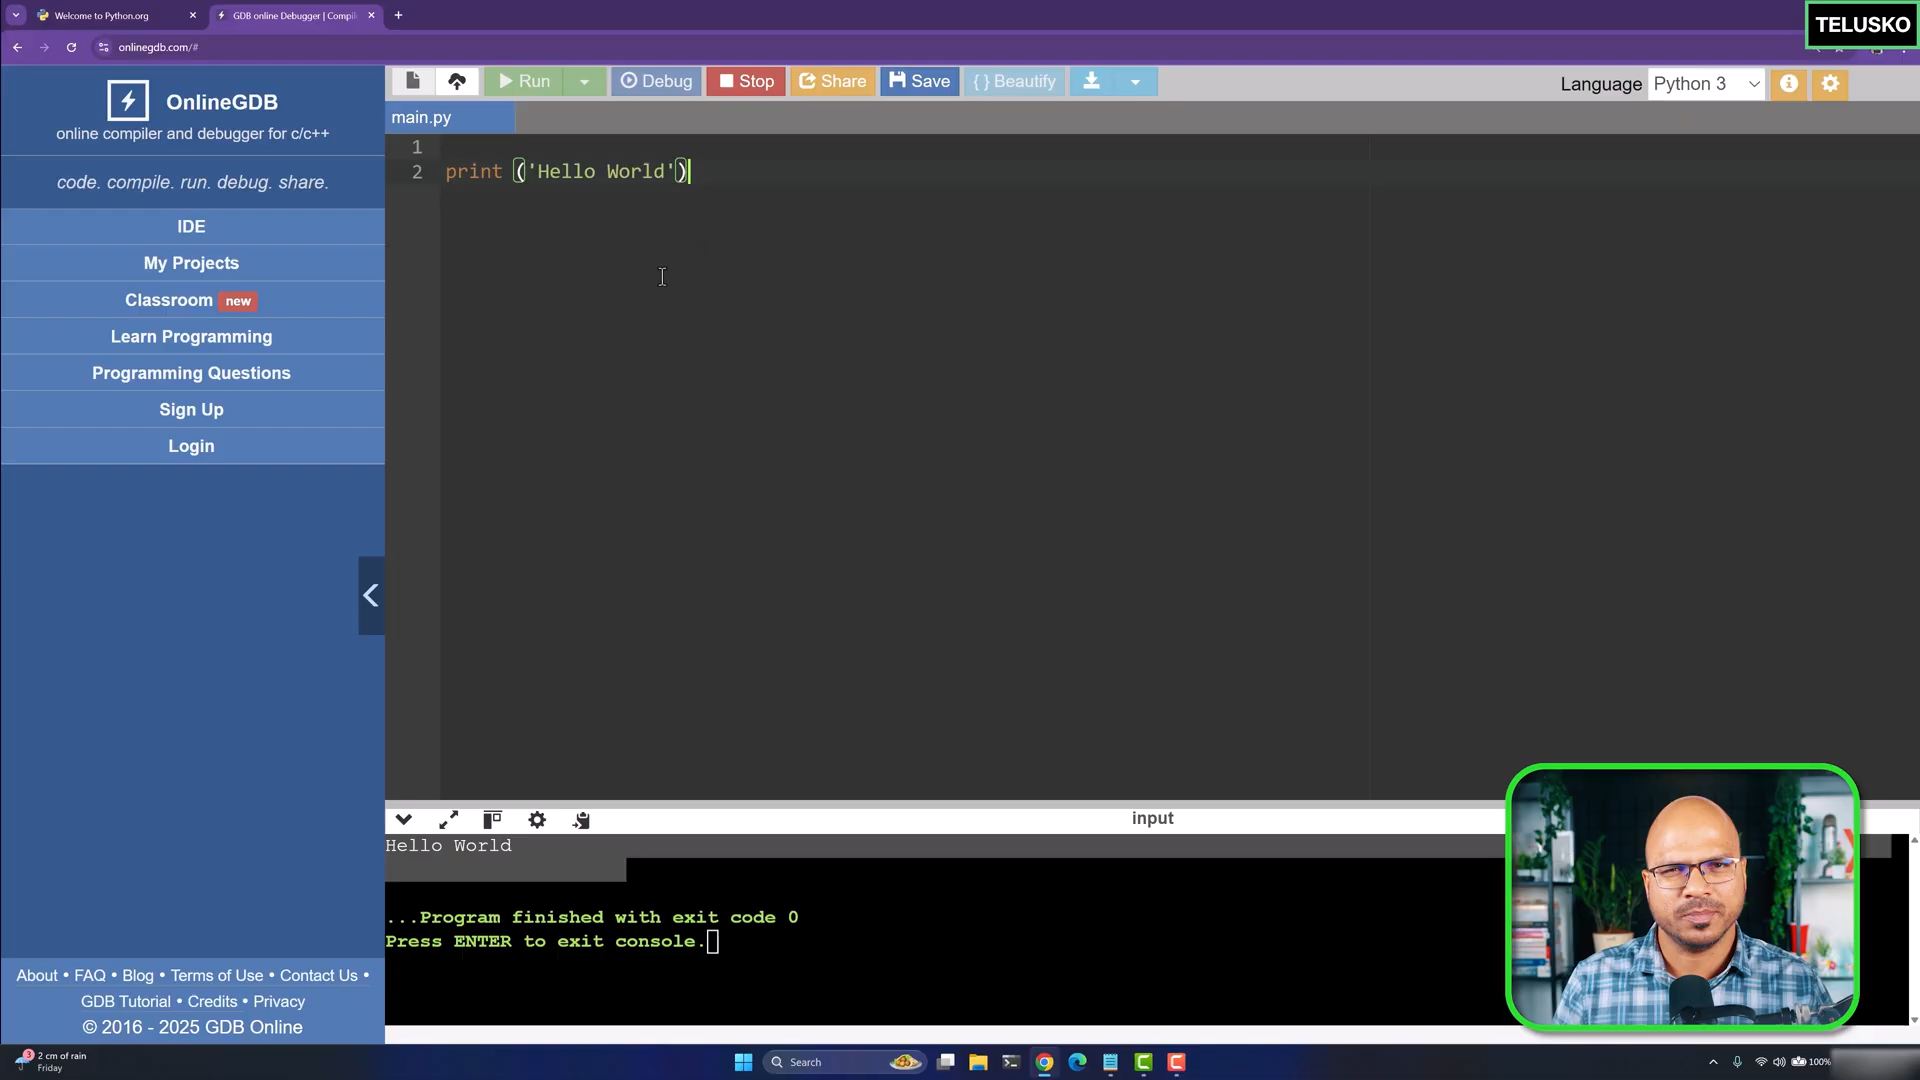 Welcome to Python.org
GDB online Debugger | Compil
TELUSKO
onlinegdb.com/#
OnlineGDB
online compiler and debugger for c/c++
code. compile. run. debug. share.
IDE
My Projects
Classroom new
Learn Programming
Programming Questions
Sign Up
Login
About • FAQ • Blog • Terms of Use • Contact Us •
GDB Tutorial • Credits • Privacy
© 2016 - 2025 GDB Online
Run Debug Stop Share Save { } Beautify
Language Python 3
main.py
1
2 print ('Hello World')
input
Hello World
...Program finished with exit code 0
Press ENTER to exit console.
3
2 cm of rain
Friday
Search
100%